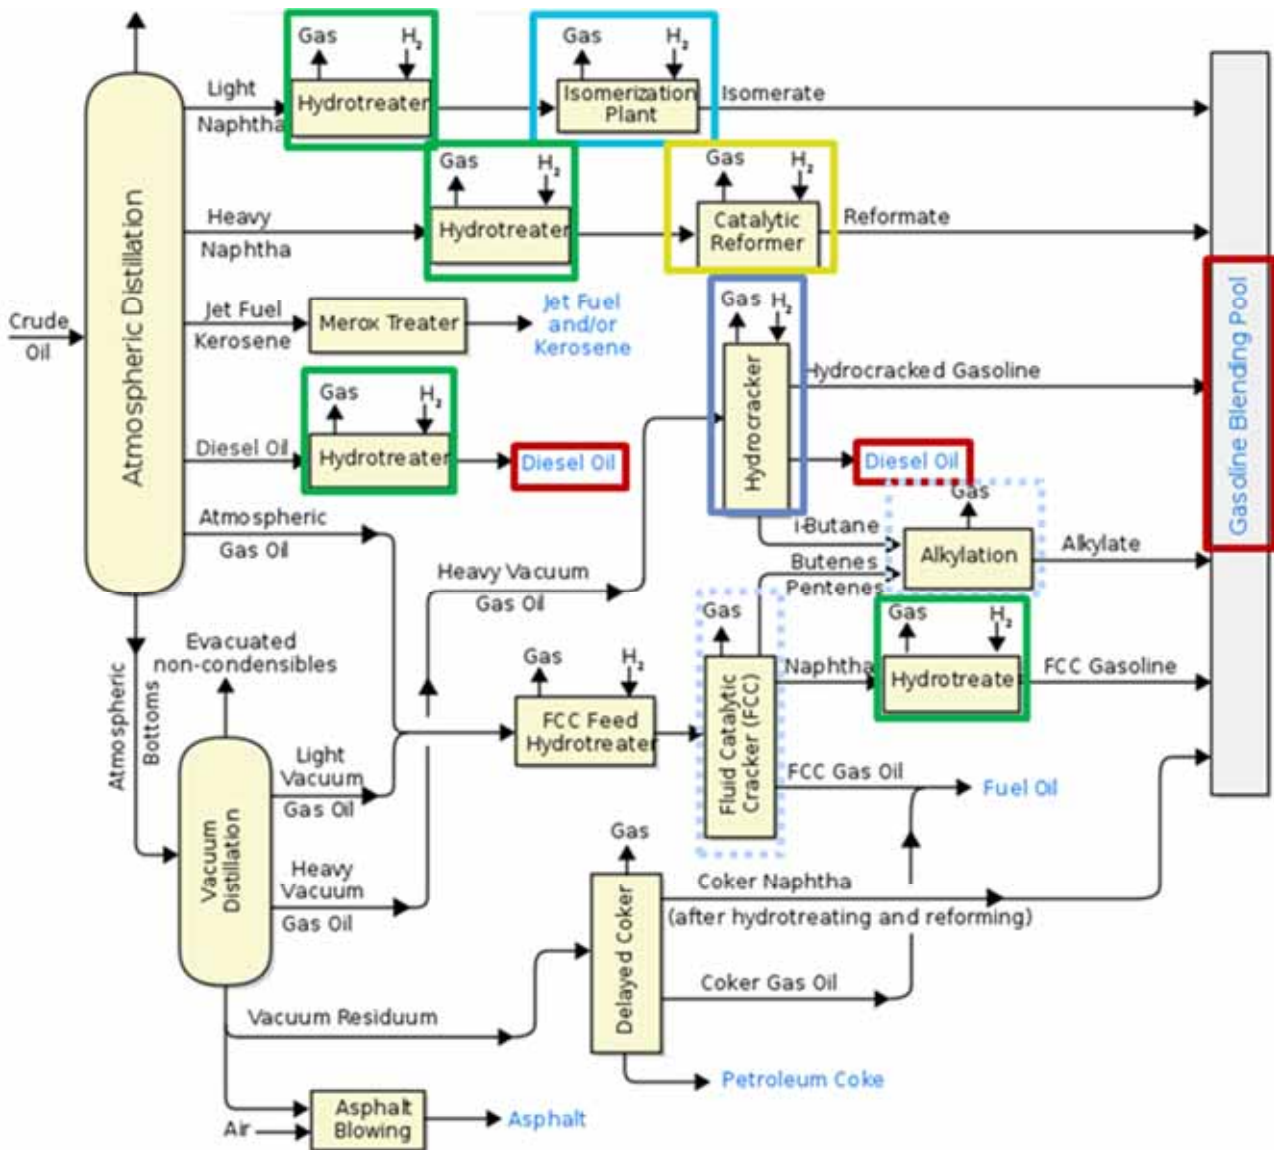 Gas
H₂
Light
Naphtha
Hydrotreater
Gas
H₂
Isomerization
Plant
Isomerate
Heavy
Naphtha
Gas
H₂
Hydrotreater
Gas
H₂
Catalytic
Reformer
Reformate
Crude
Oil
Atmospheric Distillation
Jet Fuel
Kerosene
Merox Treater
Jet Fuel
and/or
Kerosene
Diesel Oil
Gas
H₂
Hydrotreater
Diesel Oil
Gas
H₂
Hydrocracker
Hydrocracked Gasoline
Diesel Oil
i-Butane
Butenes
Pentenes
Gas
Alkylation
Alkylate
Gasoline Blendng Pool
Atmospheric
Gas Oil
Heavy Vacuum
Gas Oil
Atmospheric
Bottoms
Evacuated
non-condensibles
Vacuum
Distillation
Light
Vacuum
Gas Oil
Heavy
Vacuum
Gas Oil
Gas
H₂
FCC Feed
Hydrotreater
Gas
Fluid Catalytic
Cracker (FCC)
Naphtha
Gas
H₂
Hydrotreate
FCC Gasoline
FCC Gas Oil
Fuel Oil
Gas
Delayed Coker
Coker Naphtha
(after hydrotreating and reforming)
Coker Gas Oil
Vacuum Residuum
Petroleum Coke
Air
Asphalt
Blowing
Asphalt